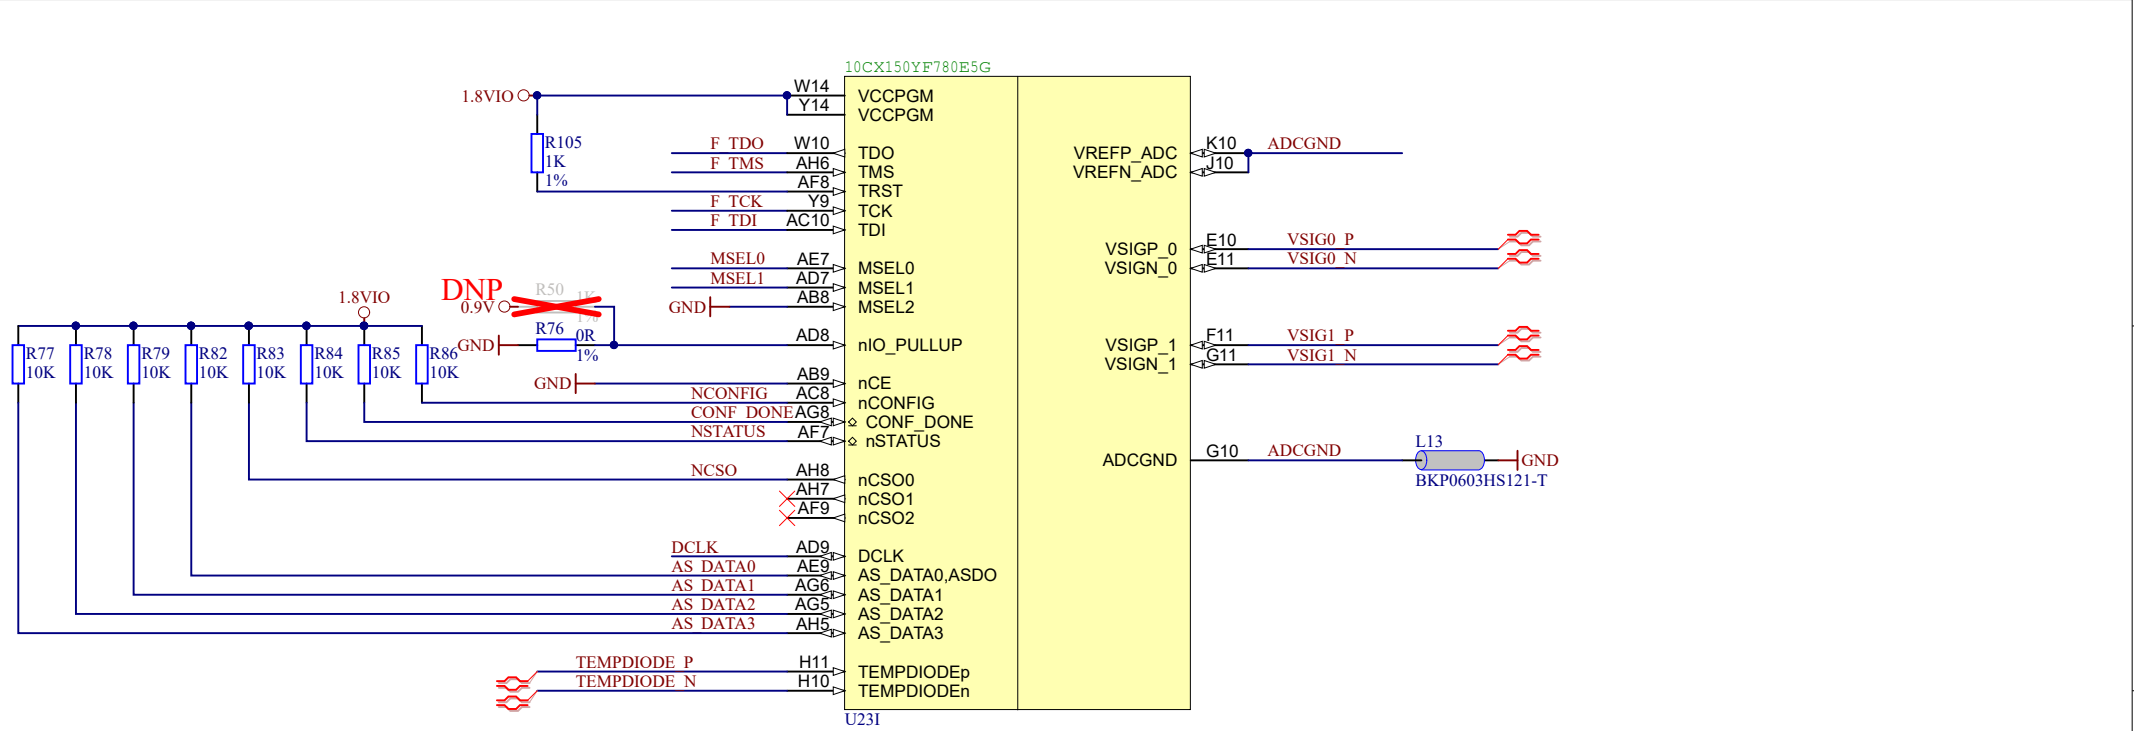 10CX150YF780E5G
1.8VIO
W14
VCCPGM
Y14
VCCPGM
R105
1K
1%
F_TDO
W10
TDO
F_TMS
AH6
TMS
AF8
TRST
F_TCK
Y9
TCK
F_TDI
AC10
TDI
MSEL0
AE7
MSEL0
MSEL1
AD7
MSEL1
GND
AB8
MSEL2
DNP
R50
1K
1%
0.9V
GND
R76
0R
1%
AD8
nIO_PULLUP
1.8VIO
R77
10K
R78
10K
R79
10K
R82
10K
R83
10K
R84
10K
R85
10K
R86
10K
GND
AB9
nCE
NCONFIG
AC8
nCONFIG
CONF_DONE
AG8
CONF_DONE
NSTATUS
AF7
nSTATUS
NCSO
AH8
nCSO0
AH7
nCSO1
AF9
nCSO2
DCLK
AD9
DCLK
AS_DATA0
AE9
AS_DATA0,ASDO
AS_DATA1
AG6
AS_DATA1
AS_DATA2
AG5
AS_DATA2
AS_DATA3
AH5
AS_DATA3
TEMPDIODE_P
H11
TEMPDIODEp
TEMPDIODE_N
H10
TEMPDIODEn
U23I
VREFP_ADC
K10
ADCGND
VREFN_ADC
J10
VSIGP_0
E10
VSIG0_P
VSIGN_0
E11
VSIG0_N
VSIGP_1
F11
VSIG1_P
VSIGN_1
G11
VSIG1_N
ADCGND
G10
ADCGND
L13
GND
BKP0603HS121-T